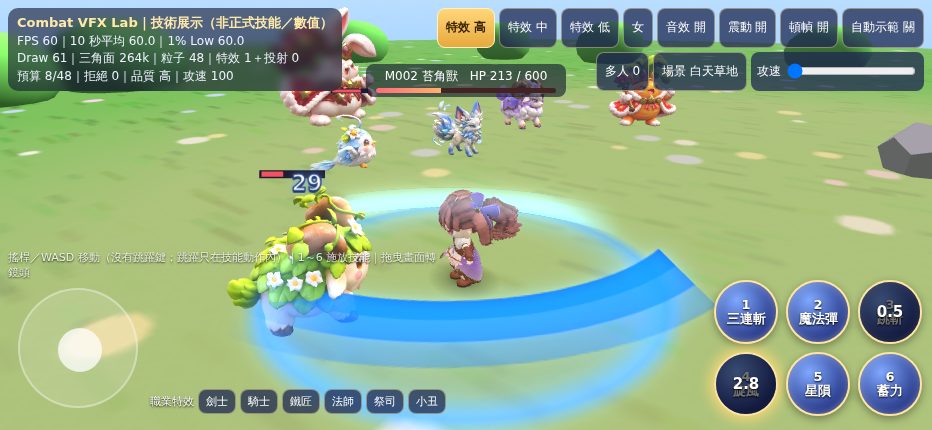 Combat VFX Lab｜技術展示（非正式技能／數值）
FPS 60｜10 秒平均 60.0｜1% Low 60.0
Draw 61｜三角面 264k｜粒子 48｜特效 1＋投射 0
預算 8/48｜拒絕 0｜品質 高｜攻速 100
特效 高
特效 中
特效 低
女
音效 開
震動 開
頓幀 開
自動示範 關
多人 0
場景 白天草地
攻速
M002 苔角獸 HP 213 / 600
29
搖桿／WASD 移動（沒有跳躍鍵；跳躍只在技能動作內）｜1～6 施放技能｜拖曳畫面轉
鏡頭
1
三連斬
2
魔法彈
0.5
2.8
旋風
5
星隕
6
蓄力
職業特效
劍士
騎士
鐵匠
法師
祭司
小丑